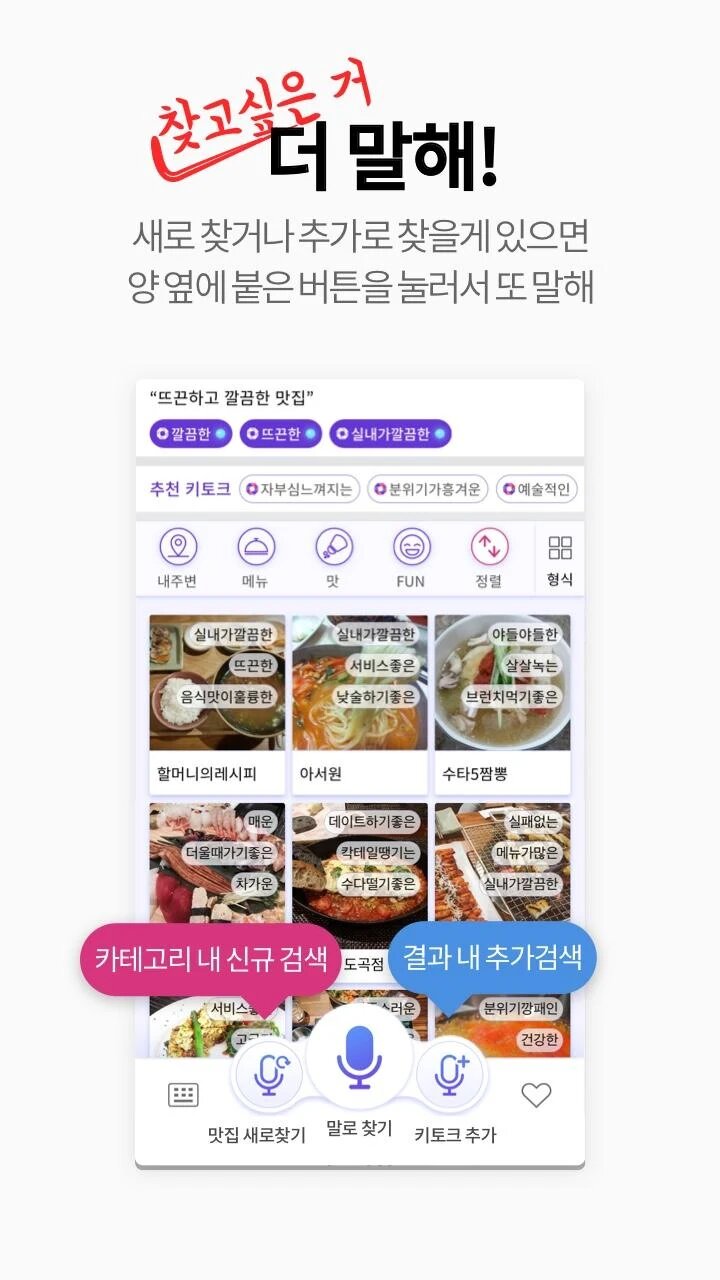 찾고싶은 거
더 말해!
새로 찾거나 추가로 찾을게 있으면
양 옆에 붙은 버튼을 눌러서 또 말해
“뜨끈하고 깔끔한 맛집”
깔끔한 뜨끈한 실내가깔끔한
추천 키토크 자부심느껴지는 분위기가흥겨운 예술적인
내주변 메뉴 맛 FUN 정렬 형식
실내가깔끔한 실내가깔끔한 야들야들한
뜨끈한 서비스좋은 살살녹는
음식맛이훌륭한 낮술하기좋은 브런치먹기좋은
할머니의레시피 아서원 수타5짬뽕
매운 데이트하기좋은 실패없는
더울때가기좋은 칵테일땡기는 메뉴가많은
차가운 수다떨기좋은 실내가깔끔한
카테고리 내 신규 검색 도곡점 결과 내 추가검색
서비스좋 스러운 분위기깡패인
건강한
맛집 새로찾기 말로 찾기 키토크 추가